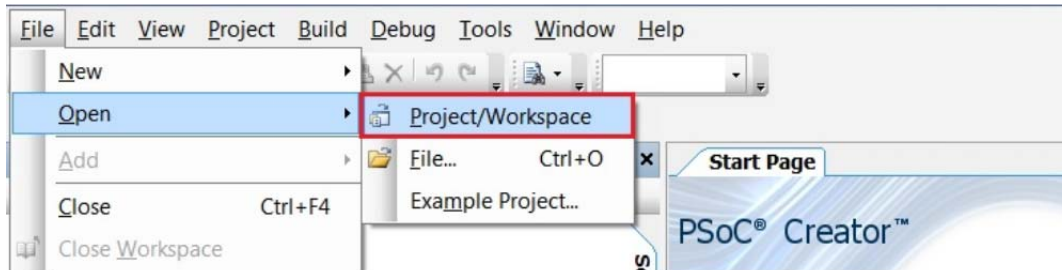 File Edit View Project Build Debug Tools Window Help
New
Open
Project/Workspace
Add
File... Ctrl+O
Start Page
Close Ctrl+F4
Example Project...
Close Workspace
PSoC® Creator™